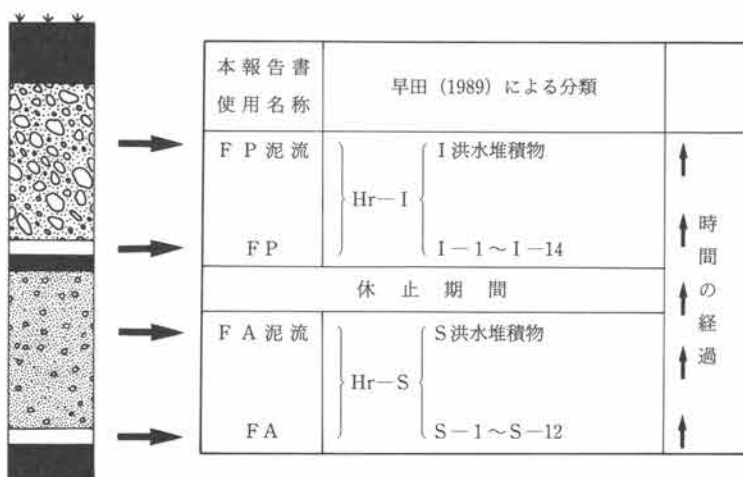 本報告書
使用名称
早田（1989）による分類
ＦＰ泥流
Hr－I
I洪水堆積物
ＦＰ
I－1～I－14
休止期間
ＦＡ泥流
Hr－S
S洪水堆積物
ＦＡ
S－1～S－12
時間の経過